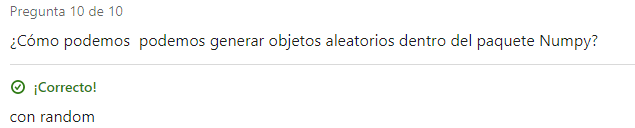 Pregunta 10 de 10
¿Cómo podemos  podemos generar objetos aleatorios dentro del paquete Numpy?
¡Correcto!
con random